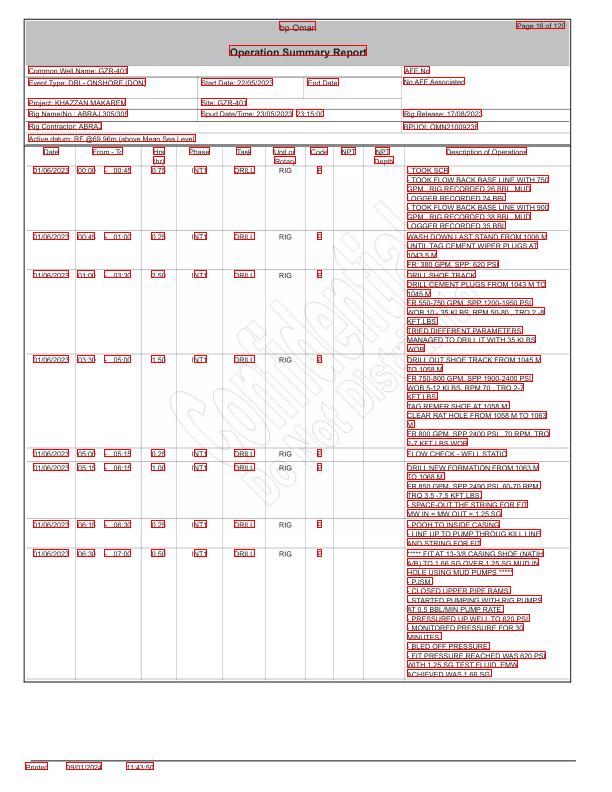 bp Oman
Page 16 of 120
Operation Summary Report
Common Well Name: GZR-401
AFE No
Event Type: DRL- ONSHORE (DON)
Start Date: 22/05/2023
End Date:
No AFE Associated
Project: KHAZZAN MAKAREM
Site: GZR-401
Rig Name/No.: ABRAJ 305/305
Spud Date/Time: 23/05/2023 23:15:00
Rig Release: 17/08/2023
Rig Contractor: ABRAJ
BPUOI: OMN21009236
Active datum: RF @69.96m (above Mean Sea Level)
Date From - To Hrs (hr) Phase Task Unit or Rotary Code NPT NPT Depth Description of Operations
01/06/2023 00:00 - 00:45 0.75 INT1 DRILL RIG P - TOOK SCR
- TOOK FLOW BACK BASE LINE WITH 750
GPM, RIG RECORDED 26 BBL, MUD
LOGGER RECORDED 24 BBL
- TOOK FLOW BACK BASE LINE WITH 900
GPM, RIG RECORDED 38 BBL, MUD
LOGGER RECORDED 35 BBL
01/06/2023 00:45 - 01:00 0.25 INT1 DRILL RIG P WASH DOWN LAST STAND FROM 1006 M
UNTIL TAG CEMENT WIPER PLUGS AT
1043.5 M
FR: 380 GPM, SPP: 620 PSI
01/06/2023 01:00 - 03:30 2.50 INT1 DRILL RIG P DRILL SHOE TRACK
DRILL CEMENT PLUGS FROM 1043 M TO
1045 M
FR 550-750 GPM, SPP 1200-1950 PSI
WOB 10 - 35 KLBS, RPM 50-80 , TRQ 2 -8
KFT.LBS
TRIED DIFFERENT PARAMETERS,
MANAGED TO DRILL IT WITH 35 KLBS
WOB
01/06/2023 03:30 - 05:00 1.50 INT1 DRILL RIG P DRILL OUT SHOE TRACK FROM 1045 M
TO 1058 M
FR 750-800 GPM, SPP 1900-2400 PSI
WOB 5-12 KLBS, RPM 70 , TRQ 2-7
KFT.LBS
TAG REMER SHOE AT 1058 M
CLEAR RAT HOLE FROM 1058 M TO 1063
M
FR 800 GPM, SPP 2400 PSI , 70 RPM, TRQ
2-7 KFT.LBS WOB
01/06/2023 05:00 - 05:15 0.25 INT1 DRILL RIG P FLOW CHECK - WELL STATIC
01/06/2023 05:15 - 06:15 1.00 INT1 DRILL RIG P DRILL NEW FORMATION FROM 1063 M
TO 1068 M
FR 850 GPM, SPP 2490 PSI, 60-70 RPM,
TRQ 3.5 -7.5 KFT.LBS
- SPACE-OUT THE STRING FOR FIT
MW IN = MW OUT = 1.25 SG
01/06/2023 06:15 - 06:30 0.25 INT1 DRILL RIG P - POOH TO INSIDE CASING
- LINE UP TO PUMP THROUG KILL LINE
AND STRING FOR FIT
01/06/2023 06:30 - 07:00 0.50 INT1 DRILL RIG P ***** FIT AT 13-3/8 CASING SHOE (NATIH
A/B) TO 1.66 SG OVER 1.25 SG MUD IN
HOLE USING MUD PUMPS *****
- PJSM
- CLOSED UPPER PIPE RAMS
- STARTED PUMPING WITH RIG PUMPS
AT 0.5 BBL/MIN PUMP RATE
- PRESSURED UP WELL TO 620 PSI
- MONITORED PRESSURE FOR 30
MINUTES
- BLED OFF PRESSURE
- FIT PRESSURE REACHED WAS 620 PSI
WITH 1.25 SG TEST FLUID, EMW
ACHIEVED WAS 1.66 SG
Confidential
Do Not Distribute
Printed 09/01/2024 11:43:50